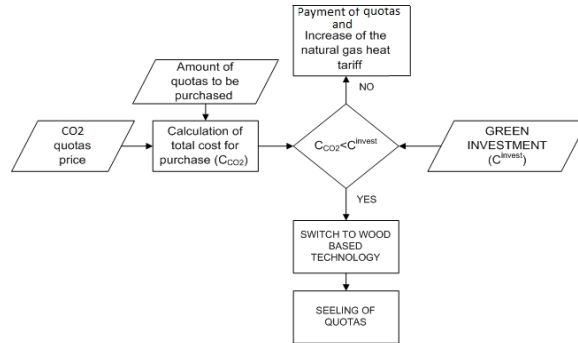 Payment of quotas
and
Increase of the
natural gas heat
tariff
Amount of
quotas to be
purchased
NO
CO2
quotas
price
Calculation of
total cost for
purchase (CCO2)
CCO2<Cinvest
GREEN
INVESTMENT
(Cinvest)
YES
SWITCH TO WOOD
BASED
TECHNOLOGY
SEELING OF
QUOTAS